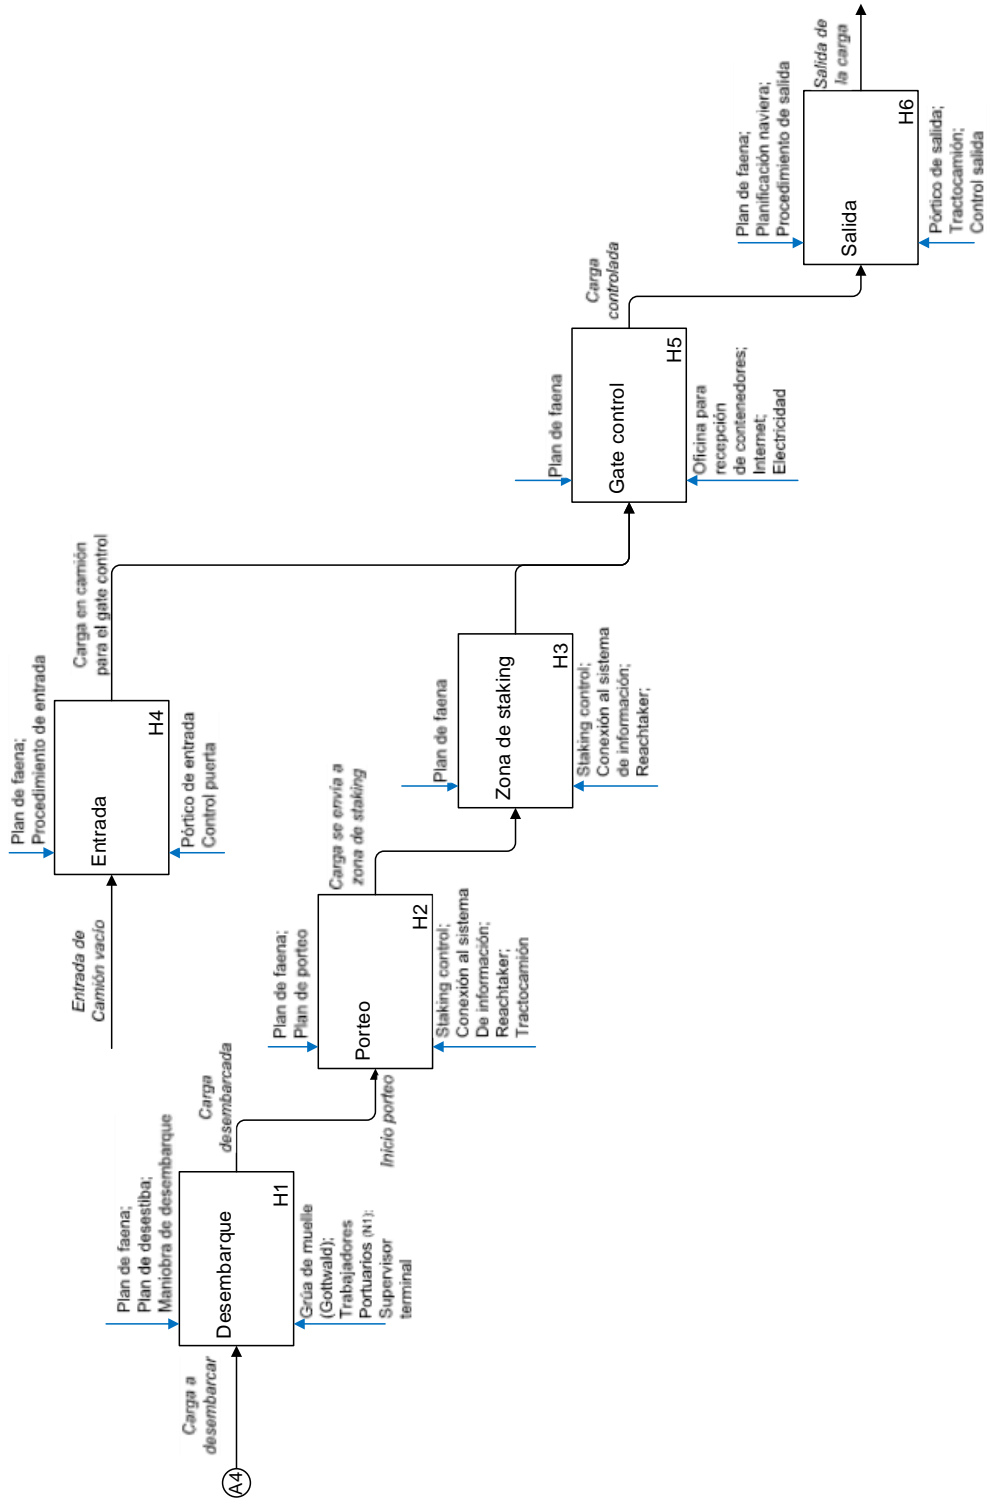 A4
Carga a
desembarcar
Plan de faena;
Plan de desestiba;
Maniobra de desembarque
Desembarque
H1
Grúa de muelle
(Gottwald);
Trabajadores
Portuarios (N1);
Supervisor
terminal
Carga
desembarcada
Inicio porteo
Plan de faena;
Plan de porteo
Porteo
H2
Staking control;
Conexión al sistema
De información;
Reachtaker;
Tractocamión
Carga se envía a
zona de staking
Plan de faena
Zona de staking
H3
Staking control;
Conexión al sistema
de información;
Reachtaker;
Entrada de
Camión vacío
Plan de faena;
Procedimiento de entrada
Entrada
H4
Pórtico de entrada
Control puerta
Carga en camión
para el gate control
Plan de faena
Gate control
H5
Oficina para
recepción
de contenedores;
Internet;
Electricidad
Carga
controlada
Plan de faena;
Planificación naviera;
Procedimiento de salida
Salida
H6
Pórtico de salida;
Tractocamión;
Control salida
Salida de
la carga